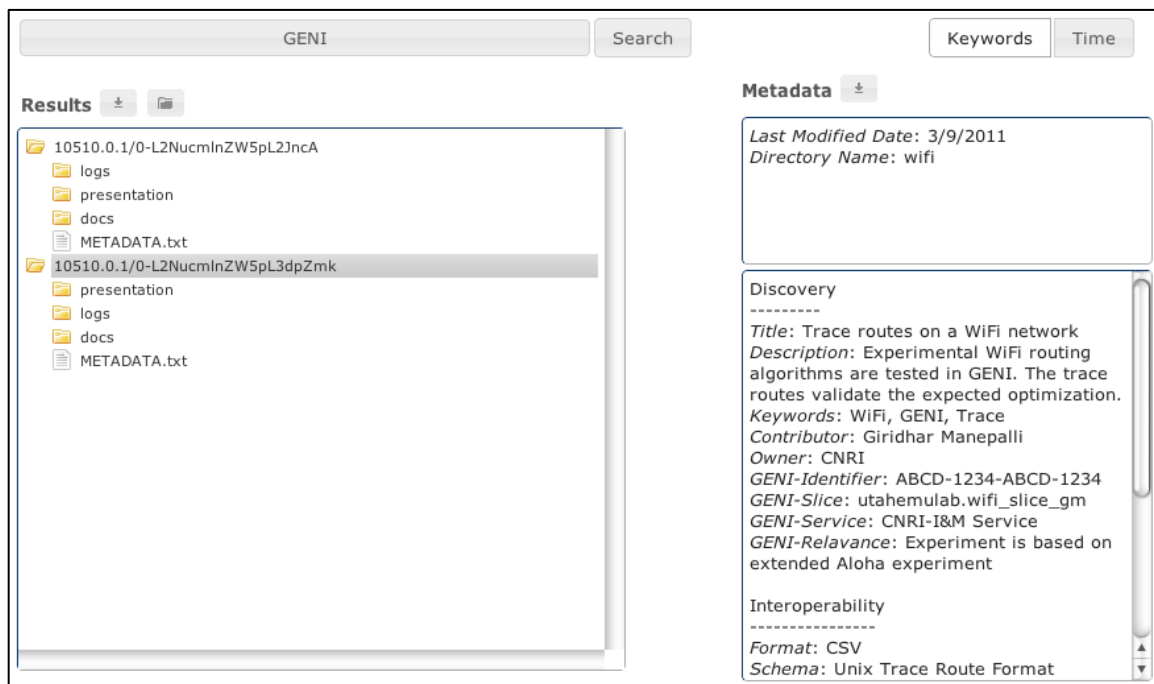 GENI
Search
Keywords
Time
Results
10510.0.1/0-L2NucmlnZW5pL2JncA
logs
presentation
docs
METADATA.txt
10510.0.1/0-L2NucmlnZW5pL3dpZmk
presentation
logs
docs
METADATA.txt
Metadata
Last Modified Date: 3/9/2011
Directory Name: wifi
Discovery
---------
Title: Trace routes on a WiFi network
Description: Experimental WiFi routing
algorithms are tested in GENI. The trace
routes validate the expected optimization.
Keywords: WiFi, GENI, Trace
Contributor: Giridhar Manepalli
Owner: CNRI
GENI-Identifier: ABCD-1234-ABCD-1234
GENI-Slice: utahemulab.wifi_slice_gm
GENI-Service: CNRI-I&M Service
GENI-Relavance: Experiment is based on
extended Aloha experiment
Interoperability
----------------
Format: CSV
Schema: Unix Trace Route Format